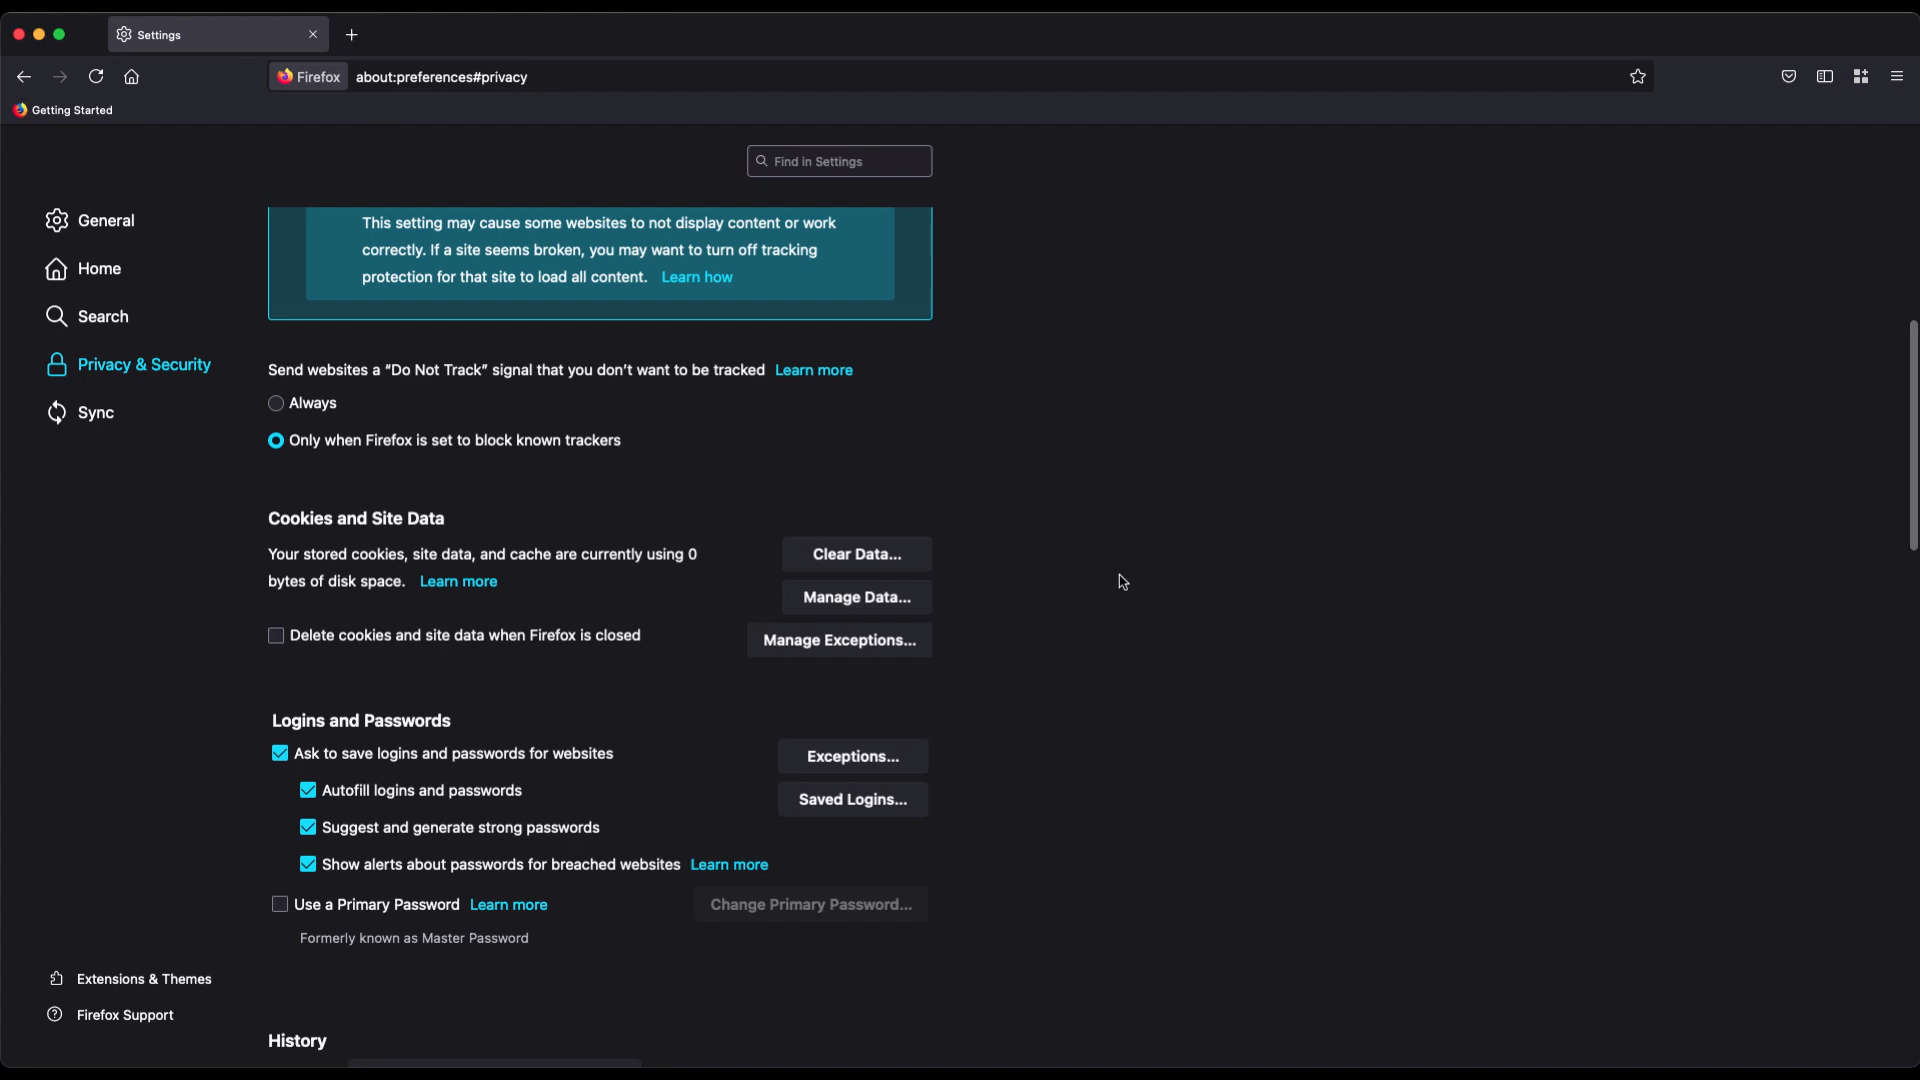 Settings
Firefox about:preferences#privacy
Getting Started
Find in Settings
General
Home
Search
Privacy & Security
Sync
Extensions & Themes
Firefox Support
This setting may cause some websites to not display content or work
correctly. If a site seems broken, you may want to turn off tracking
protection for that site to load all content. Learn how
Send websites a “Do Not Track” signal that you don’t want to be tracked Learn more
Always
Only when Firefox is set to block known trackers
Cookies and Site Data
Your stored cookies, site data, and cache are currently using 0
bytes of disk space. Learn more
Clear Data...
Manage Data...
Delete cookies and site data when Firefox is closed
Manage Exceptions...
Logins and Passwords
Ask to save logins and passwords for websites
Exceptions...
Autofill logins and passwords
Saved Logins...
Suggest and generate strong passwords
Show alerts about passwords for breached websites Learn more
Use a Primary Password Learn more
Change Primary Password...
Formerly known as Master Password
History